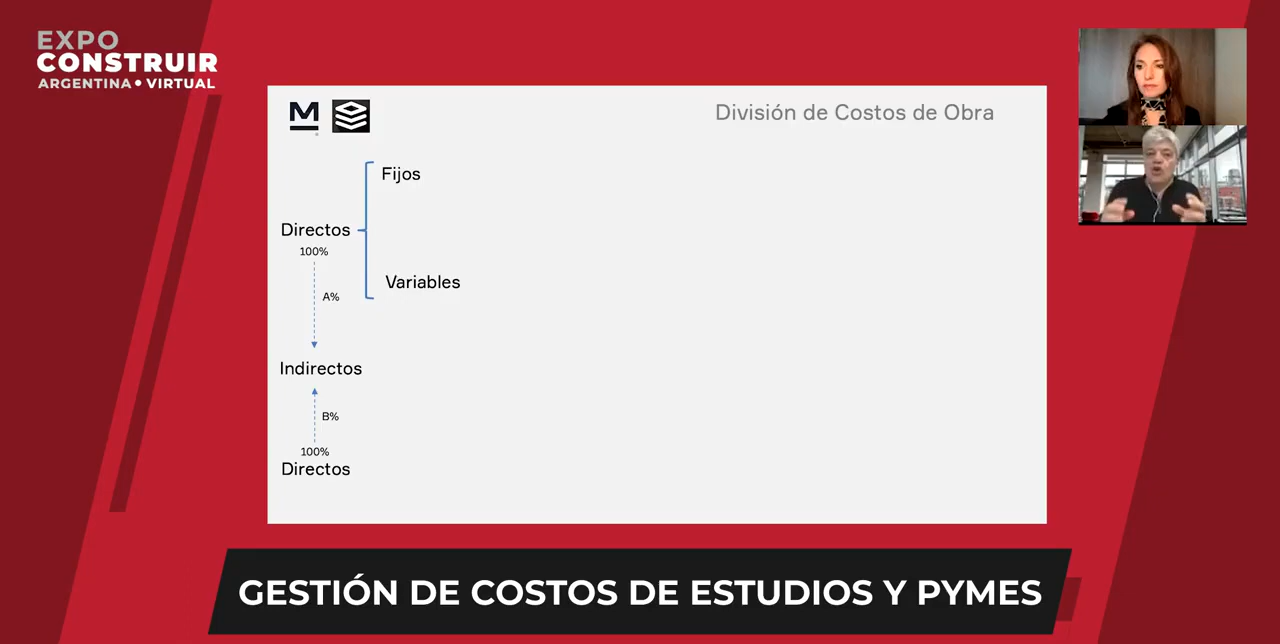 EXPO
CONSTRUIR
ARGENTINA • VIRTUAL
M
División de Costos de Obra
Fijos
Directos
100%
Variables
A%
Indirectos
B%
100%
Directos
GESTIÓN DE COSTOS DE ESTUDIOS Y PYMES